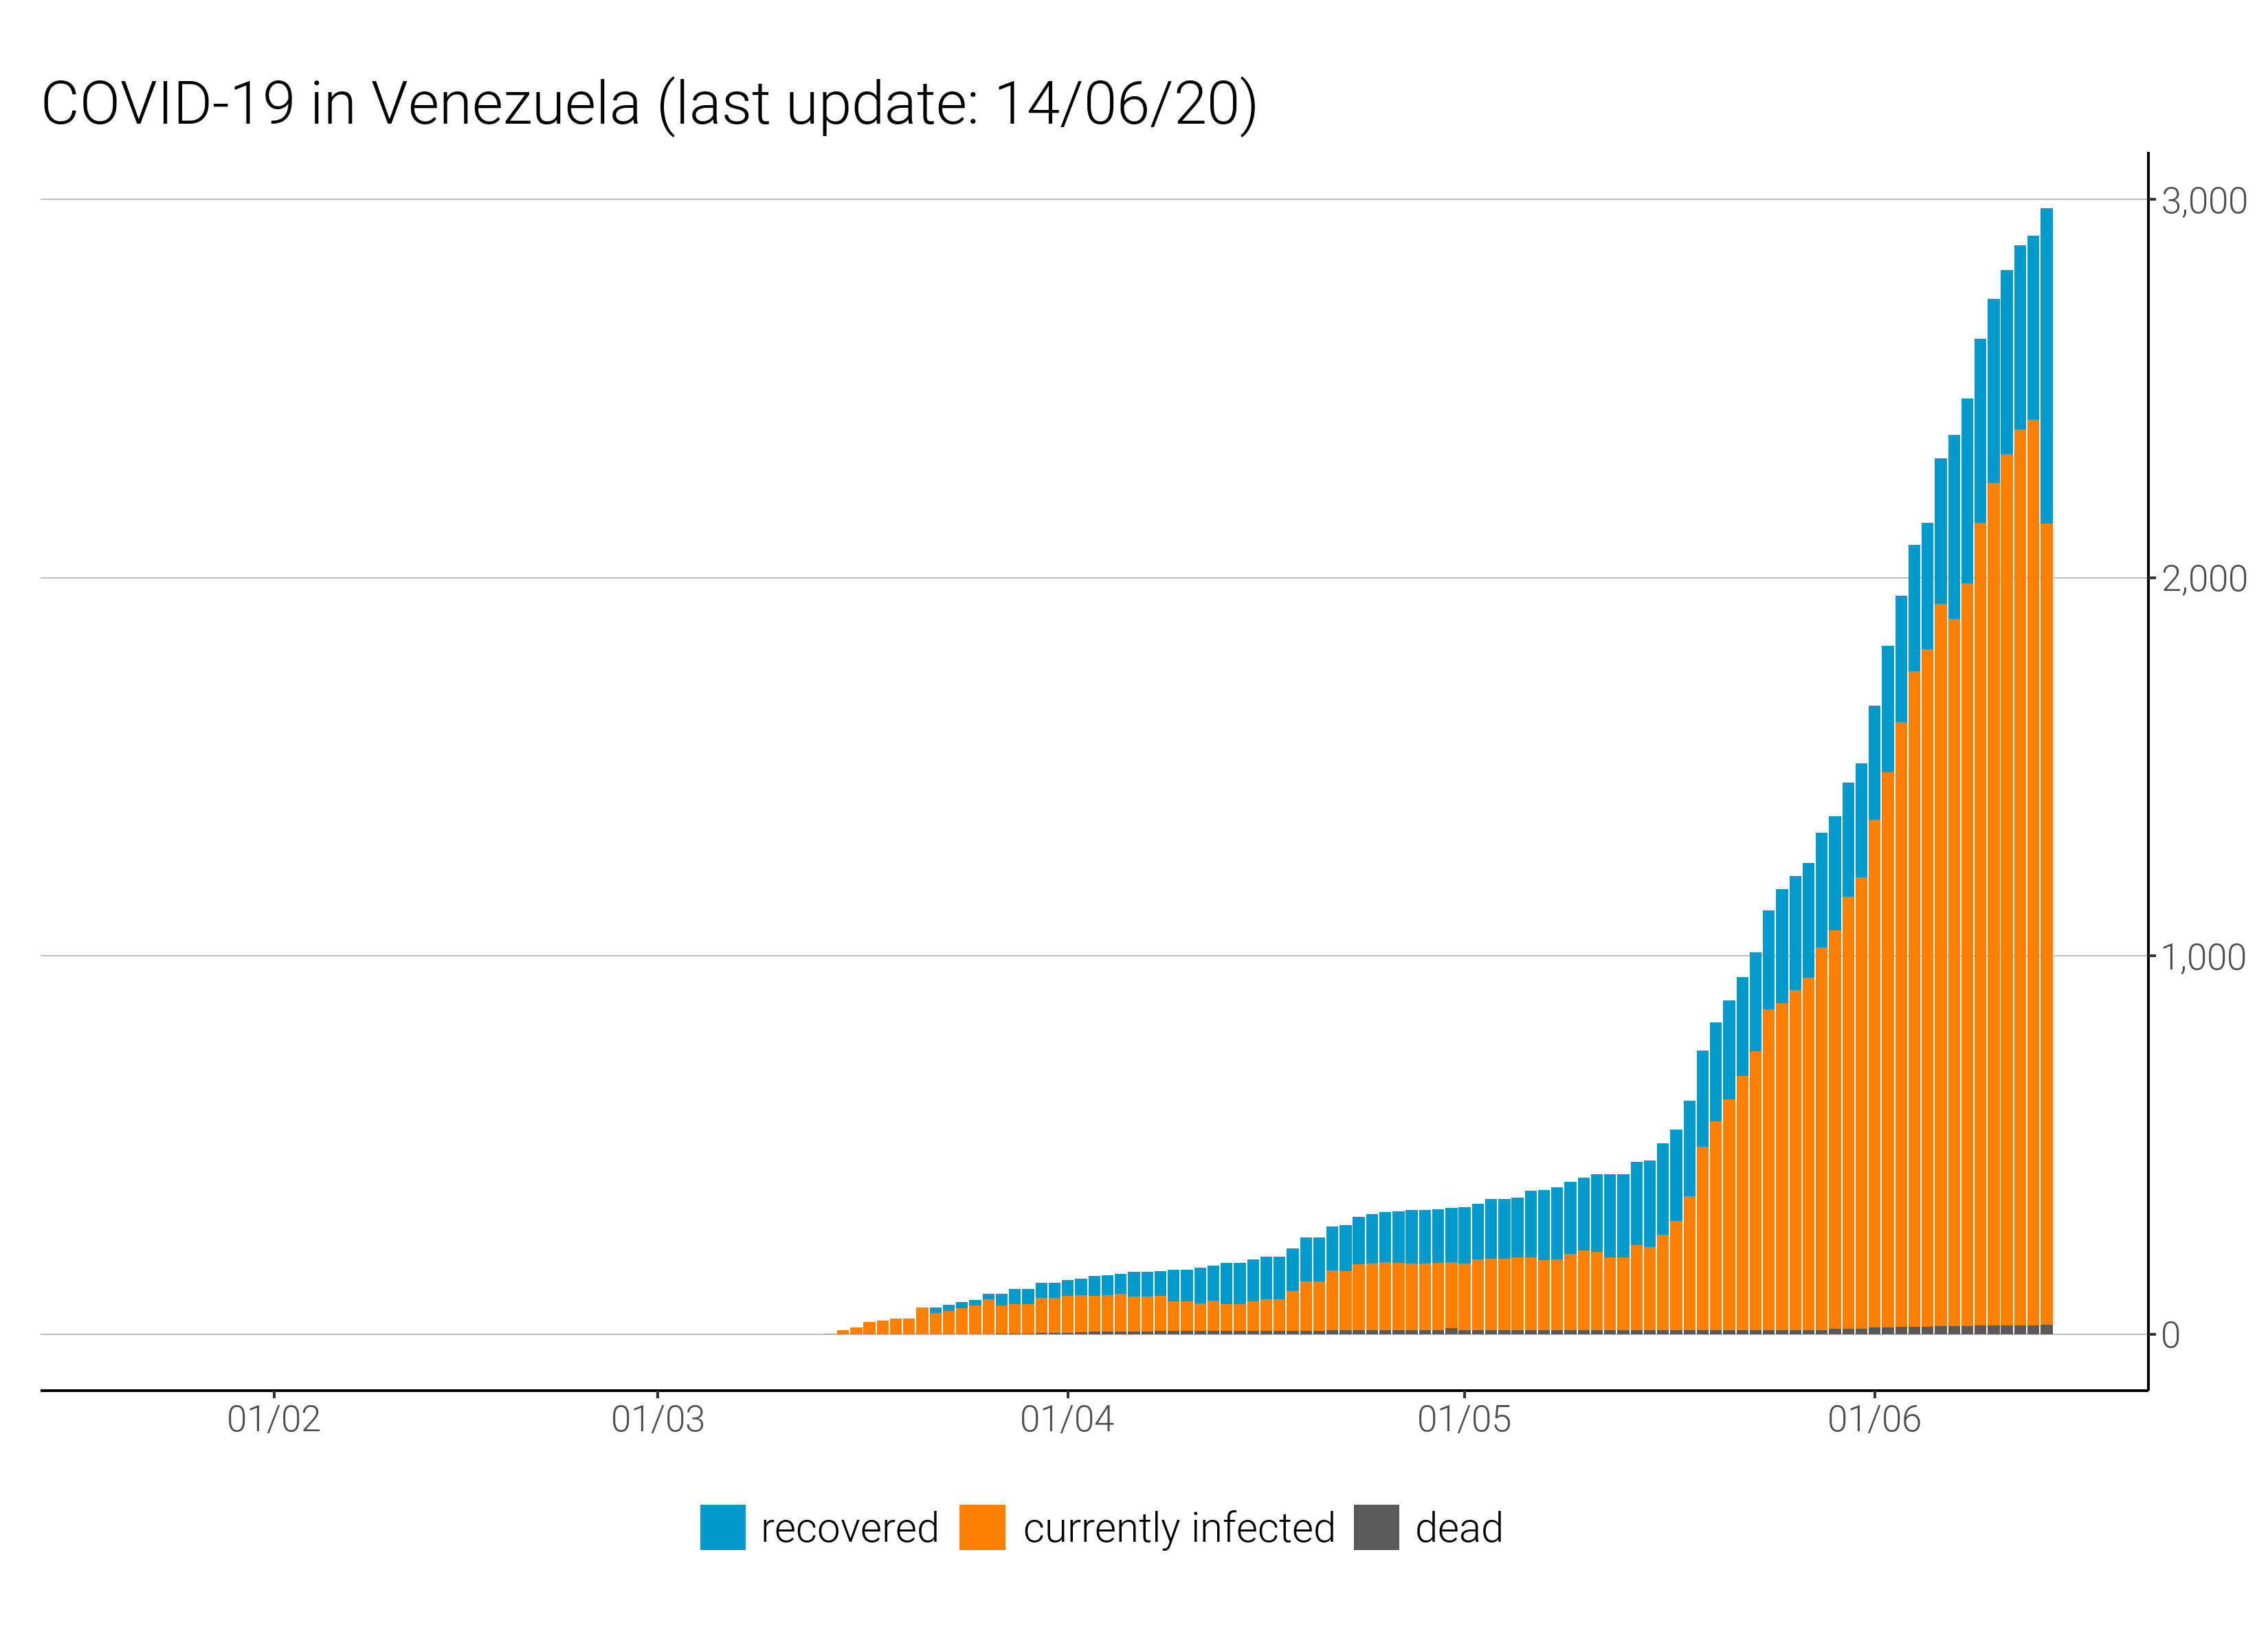 COVID-19 in Venezuela (last update: 14/06/20)
3,000
2,000
1,000
0
01/02 01/03 01/04 01/05 01/06
recovered currently infected dead